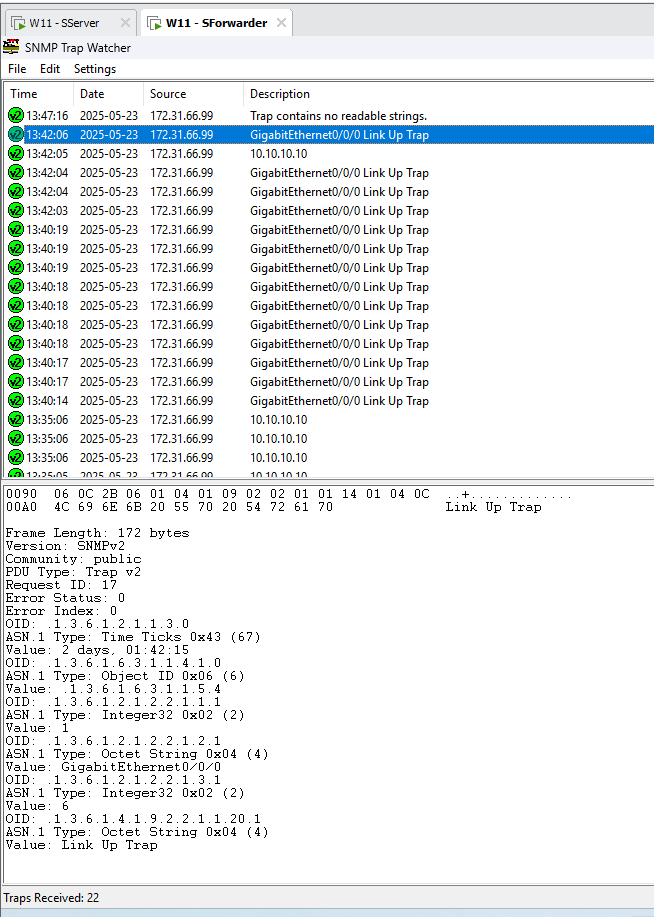 W11 - SServer
W11 - SForwarder
SNMP Trap Watcher
File Edit Settings
Time Date Source Description
v2 13:47:16 2025-05-23 172.31.66.99 Trap contains no readable strings.
v2 13:42:06 2025-05-23 172.31.66.99 GigabitEthernet0/0/0 Link Up Trap
v2 13:42:05 2025-05-23 172.31.66.99 10.10.10.10
v2 13:42:04 2025-05-23 172.31.66.99 GigabitEthernet0/0/0 Link Up Trap
v2 13:42:04 2025-05-23 172.31.66.99 GigabitEthernet0/0/0 Link Up Trap
v2 13:42:03 2025-05-23 172.31.66.99 GigabitEthernet0/0/0 Link Up Trap
v2 13:40:19 2025-05-23 172.31.66.99 GigabitEthernet0/0/0 Link Up Trap
v2 13:40:19 2025-05-23 172.31.66.99 GigabitEthernet0/0/0 Link Up Trap
v2 13:40:19 2025-05-23 172.31.66.99 GigabitEthernet0/0/0 Link Up Trap
v2 13:40:18 2025-05-23 172.31.66.99 GigabitEthernet0/0/0 Link Up Trap
v2 13:40:18 2025-05-23 172.31.66.99 GigabitEthernet0/0/0 Link Up Trap
v2 13:40:18 2025-05-23 172.31.66.99 GigabitEthernet0/0/0 Link Up Trap
v2 13:40:18 2025-05-23 172.31.66.99 GigabitEthernet0/0/0 Link Up Trap
v2 13:40:17 2025-05-23 172.31.66.99 GigabitEthernet0/0/0 Link Up Trap
v2 13:40:17 2025-05-23 172.31.66.99 GigabitEthernet0/0/0 Link Up Trap
v2 13:40:14 2025-05-23 172.31.66.99 GigabitEthernet0/0/0 Link Up Trap
v2 13:35:06 2025-05-23 172.31.66.99 10.10.10.10
v2 13:35:06 2025-05-23 172.31.66.99 10.10.10.10
v2 13:35:05 2025-05-23 172.31.66.99 10.10.10.10
0090 06 0C 2B 06 01 04 01 09 02 02 01 01 14 01 04 0C ..+.............
00A0 4C 69 6E 6B 20 55 70 20 54 72 61 70 Link Up Trap
Frame Length: 172 bytes
Version: SNMPv2
Community: public
PDU Type: Trap v2
Request ID: 17
Error Status: 0
Error Index: 0
OID: .1.3.6.1.2.1.1.3.0
ASN.1 Type: Time Ticks 0x43 (67)
Value: 2 days, 01:42:15
OID: .1.3.6.1.6.3.1.1.4.1.0
ASN.1 Type: Object ID 0x06 (6)
Value: .1.3.6.1.6.3.1.1.5.4
OID: .1.3.6.1.2.1.2.2.1.1.1
ASN.1 Type: Integer32 0x02 (2)
Value: 1
OID: .1.3.6.1.2.1.2.2.1.2.1
ASN.1 Type: Octet String 0x04 (4)
Value: GigabitEthernet0/0/0
OID: .1.3.6.1.2.1.2.2.1.3.1
ASN.1 Type: Integer32 0x02 (2)
Value: 6
OID: .1.3.6.1.4.1.9.2.2.1.1.20.1
ASN.1 Type: Octet String 0x04 (4)
Value: Link Up Trap
Traps Received: 22